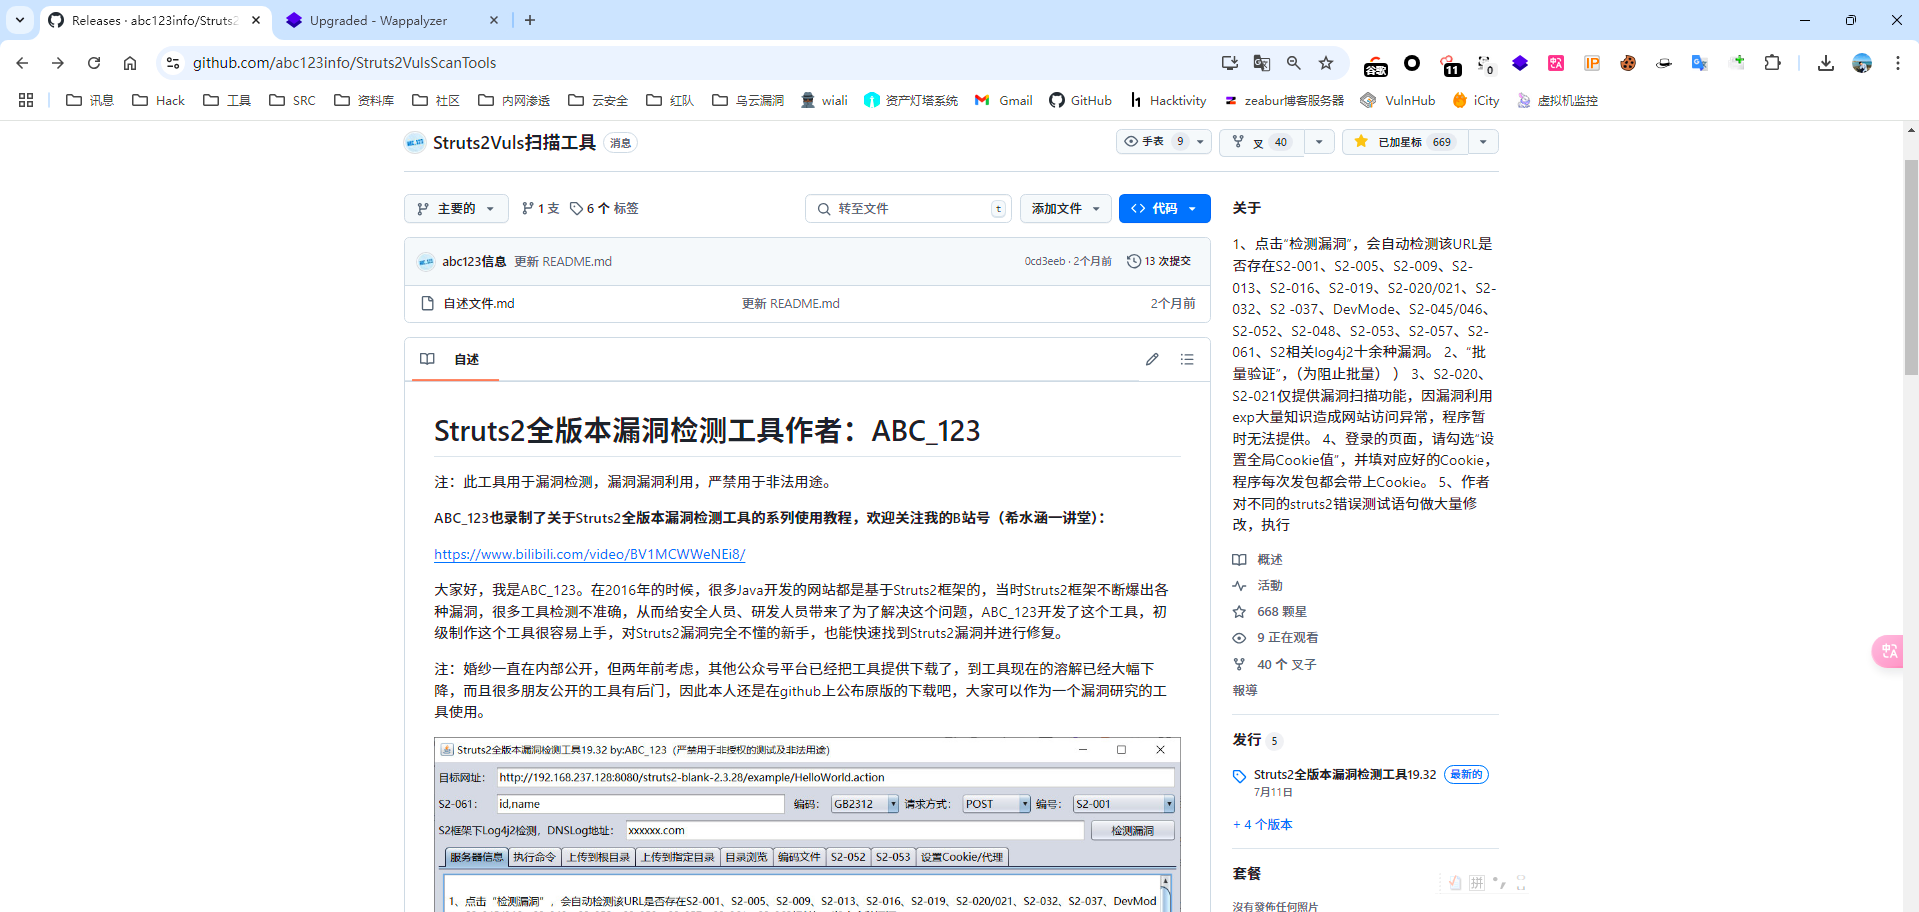 Releases · abc123info/Struts2
Upgraded - Wappalyzer
github.com/abc123info/Struts2VulsScanTools
谷歌
11
0
IP
讯息
Hack
工具
SRC
资料库
社区
内网渗透
云安全
红队
乌云漏洞
wiali
资产灯塔系统
Gmail
GitHub
Hacktivity
zeabur博客服务器
VulnHub
iCity
虚拟机监控
Struts2Vuls扫描工具 消息
手表 9
叉 40
已加星标 669
主要的
1 支
6 个 标签
转至文件 t
添加文件
代码
abc123信息 更新 README.md
0cd3eeb · 2个月前
13 次提交
自述文件.md
更新 README.md
2个月前
自述
Struts2全版本漏洞检测工具作者：ABC_123
注：此工具用于漏洞检测，漏洞漏洞利用，严禁用于非法用途。
ABC_123也录制了关于Struts2全版本漏洞检测工具的系列使用教程，欢迎关注我的B站号（希水涵一讲堂）：
https://www.bilibili.com/video/BV1MCWWeNEi8/
大家好，我是ABC_123。在2016年的时候，很多Java开发的网站都是基于Struts2框架的，当时Struts2框架不断爆出各
种漏洞，很多工具检测不准确，从而给安全人员、研发人员带来了为了解决这个问题，ABC_123开发了这个工具，初
级制作这个工具很容易上手，对Struts2漏洞完全不懂的新手，也能快速找到Struts2漏洞并进行修复。
注：婚纱一直在内部公开，但两年前考虑，其他公众号平台已经把工具提供下载了，到工具现在的溶解已经大幅下
降，而且很多朋友公开的工具有后门，因此本人还是在github上公布原版的下载吧，大家可以作为一个漏洞研究的工
具使用。
Struts2全版本漏洞检测工具19.32 by:ABC_123（严禁用于非授权的测试及非法用途）
目标网址： http://192.168.237.128:8080/struts2-blank-2.3.28/example/HelloWorld.action
S2-061： id,name 编码： GB2312 请求方式： POST 编号： S2-001
S2框架下Log4j2检测，DNSLog地址： xxxxxx.com 检测漏洞
服务器信息 执行命令 上传到根目录 上传到指定目录 目录浏览 编码文件 S2-052 S2-053 设置Cookie/代理
1、点击“检测漏洞”，会自动检测该URL是否存在S2-001、S2-005、S2-009、S2-013、S2-016、S2-019、S2-020/021、S2-032、S2-037、DevMod
关于
1、点击“检测漏洞”，会自动检测该URL是
否存在S2-001、S2-005、S2-009、S2-
013、S2-016、S2-019、S2-020/021、S2-
032、S2 -037、DevMode、S2-045/046、
S2-052、S2-048、S2-053、S2-057、S2-
061、S2相关log4j2十余种漏洞。 2、“批
量验证”，（为阻止批量） ） 3、S2-020、
S2-021仅提供漏洞扫描功能，因漏洞利用
exp大量知识造成网站访问异常，程序暂
时无法提供。 4、登录的页面，请勾选“设
置全局Cookie值”，并填对应好的Cookie，
程序每次发包都会带上Cookie。 5、作者
对不同的struts2错误测试语句做大量修
改，执行
概述
活動
668 颗星
9 正在观看
40 个 叉子
報導
发行 5
Struts2全版本漏洞检测工具19.32 最新的
7月11日
+ 4 个版本
套餐
沒有發佈任何照片
拼